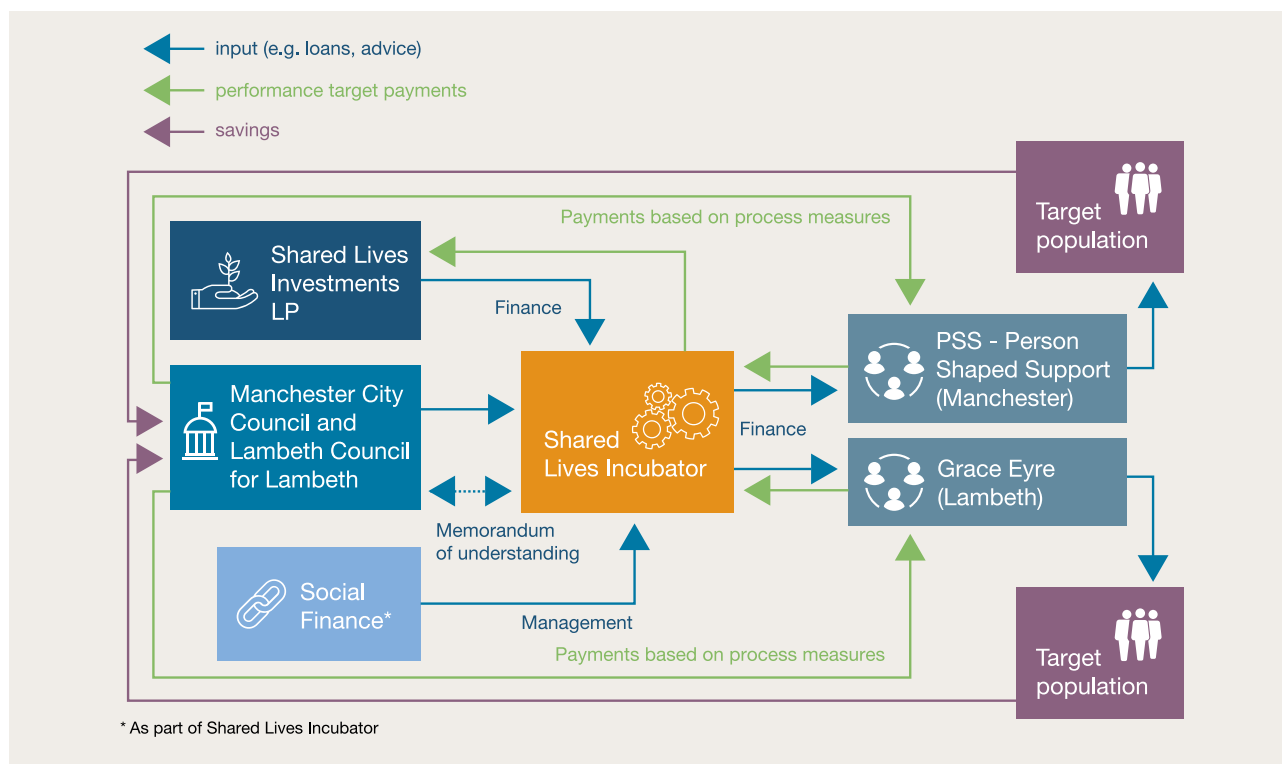 input (e.g. loans, advice)
performance target payments
savings
Target
population
Payments based on process measures
Shared Lives
Investments
LP
Finance
PSS - Person
Shaped Support
(Manchester)
Manchester City
Council and
Lambeth Council
for Lambeth
Shared
Lives Incubator
Finance
Grace Eyre
(Lambeth)
Memorandum
of understanding
Social
Finance*
Management
Payments based on process measures
Target
population
* As part of Shared Lives Incubator